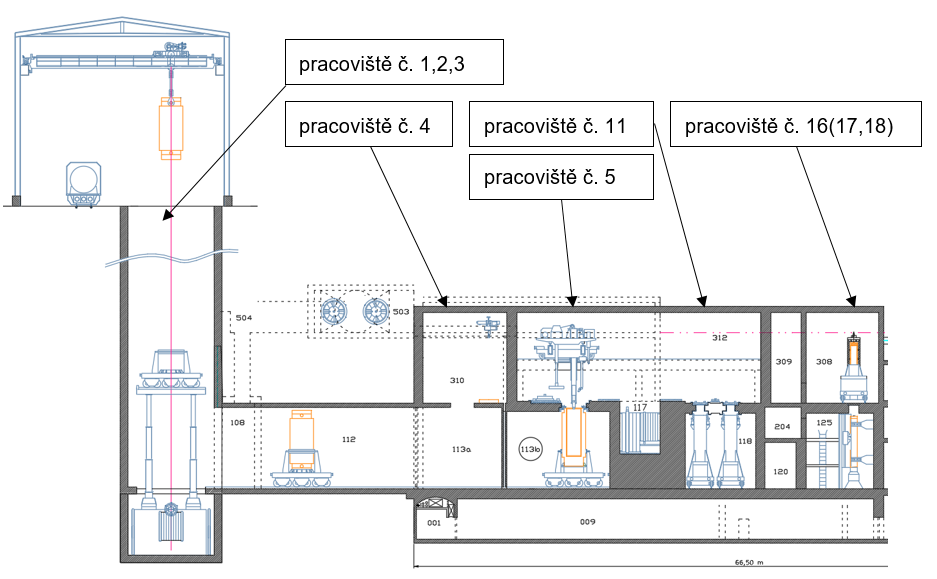 pracoviště č. 1,2,3
pracoviště č. 4
pracoviště č. 11
pracoviště č. 16(17,18)
pracoviště č. 5
504
503
312
309
308
310
117
108
112
113a
113b
118
204
125
120
001
009
66,50 m